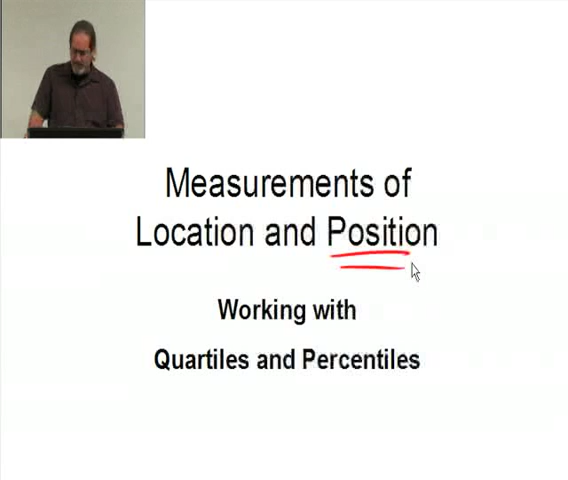 Measurements of
Location and Position
Working with
Quartiles and Percentiles